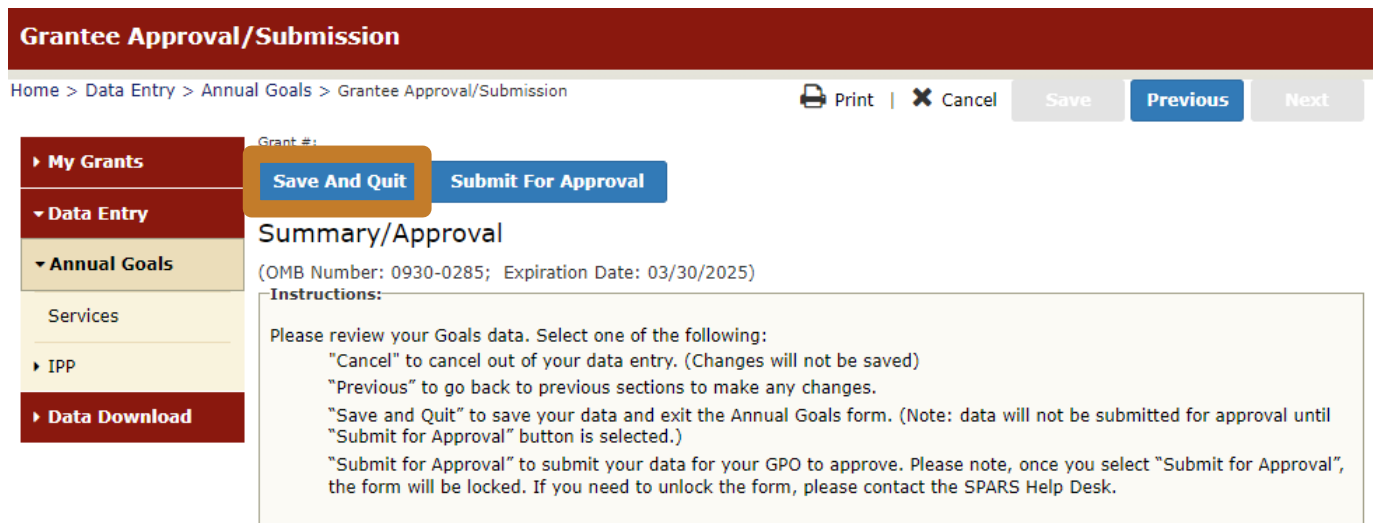 Grantee Approval/Submission
Home > Data Entry > Annual Goals > Grantee Approval/Submission
Print | Cancel Save Previous Next
My Grants
Data Entry
Annual Goals
Services
IPP
Data Download
Grant #:
Save And Quit Submit For Approval
Summary/Approval
(OMB Number: 0930-0285; Expiration Date: 03/30/2025)
Instructions:
Please review your Goals data. Select one of the following:
"Cancel" to cancel out of your data entry. (Changes will not be saved)
“Previous” to go back to previous sections to make any changes.
“Save and Quit” to save your data and exit the Annual Goals form. (Note: data will not be submitted for approval until
“Submit for Approval” button is selected.)
“Submit for Approval” to submit your data for your GPO to approve. Please note, once you select “Submit for Approval”,
the form will be locked. If you need to unlock the form, please contact the SPARS Help Desk.